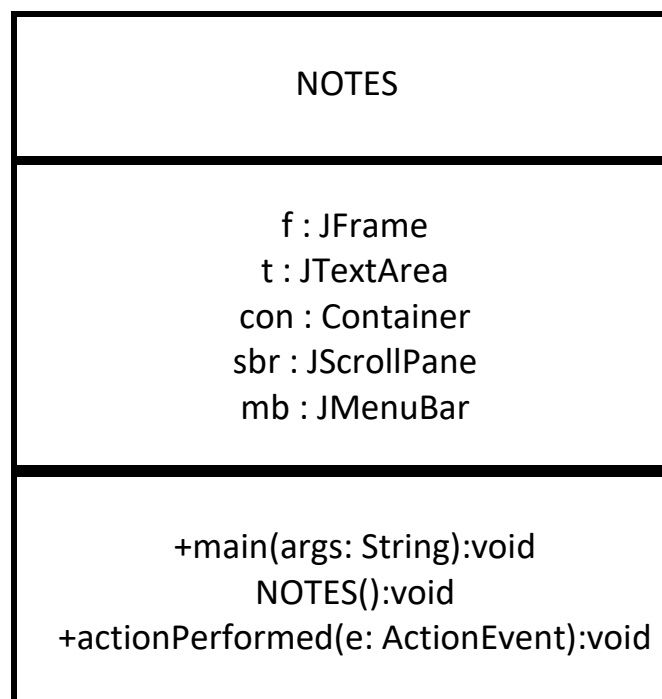 NOTES
f : JFrame
t : JTextArea
con : Container
sbr : JScrollPane
mb : JMenuBar
+main(args: String):void
NOTES():void
+actionPerformed(e: ActionEvent):void